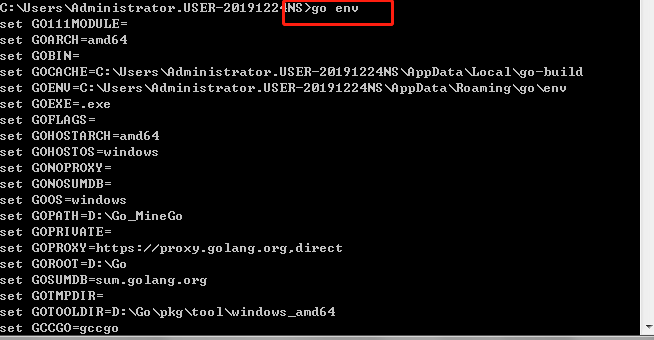 C:\Users\Administrator.USER-20191224NS>go env
set GO111MODULE=
set GOARCH=amd64
set GOBIN=
set GOCACHE=C:\Users\Administrator.USER-20191224NS\AppData\Local\go-build
set GOENV=C:\Users\Administrator.USER-20191224NS\AppData\Roaming\go\env
set GOEXE=.exe
set GOFLAGS=
set GOHOSTARCH=amd64
set GOHOSTOS=windows
set GONOPROXY=
set GONOSUMDB=
set GOOS=windows
set GOPATH=D:\Go_MineGo
set GOPRIVATE=
set GOPROXY=https://proxy.golang.org,direct
set GOROOT=D:\Go
set GOSUMDB=sum.golang.org
set GOTMPDIR=
set GOTOOLDIR=D:\Go\pkg\tool\windows_amd64
set GCCGO=gccgo